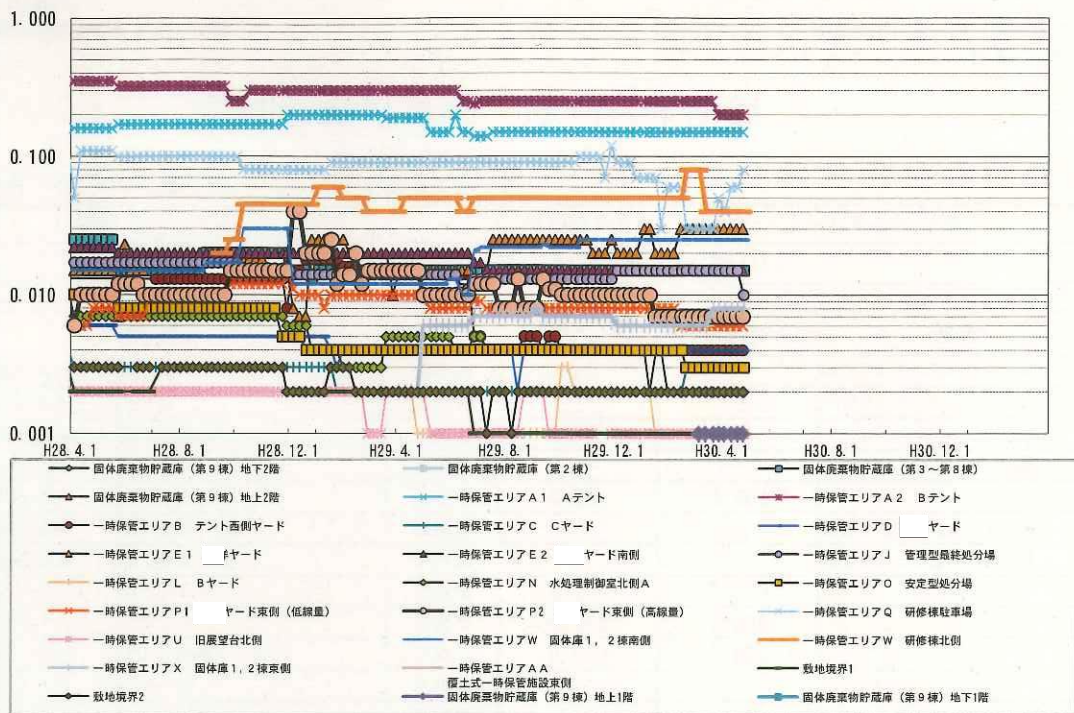 1.000
0.100
0.010
0.001
H28.4.1 H28.8.1 H28.12.1 H29.4.1 H29.8.1 H29.12.1 H30.4.1 H30.8.1 H30.12.1
固体廃棄物貯蔵庫(第9棟)地下2階 固体廃棄物貯蔵庫(第2棟) 固体廃棄物貯蔵庫(第3~第8棟)
固体廃棄物貯蔵庫(第9棟)地上2階 一時保管エリアA1 Aテント 一時保管エリアA2 Bテント
一時保管エリアB テント西側ヤード 一時保管エリアC Cヤード 一時保管エリアD ヤード
一時保管エリアE1 ヤード 一時保管エリアE2 ヤード南側 一時保管エリアJ 管理型最終処分場
一時保管エリアL Bヤード 一時保管エリアN 水処理制御室北側A 一時保管エリアO 安定型処分場
一時保管エリアP1 ヤード東側(低線量) 一時保管エリアP2 ヤード東側(高線量) 一時保管エリアQ 研修棟駐車場
一時保管エリアU 旧展望台北側 一時保管エリアW 固体庫1,2棟南側 一時保管エリアW 研修棟北側
一時保管エリアX 固体庫1,2棟東側 一時保管エリアAA 敷地境界1
覆土式一時保管施設東側
敷地境界2 固体廃棄物貯蔵庫(第9棟)地上1階 固体廃棄物貯蔵庫(第9棟)地下1階